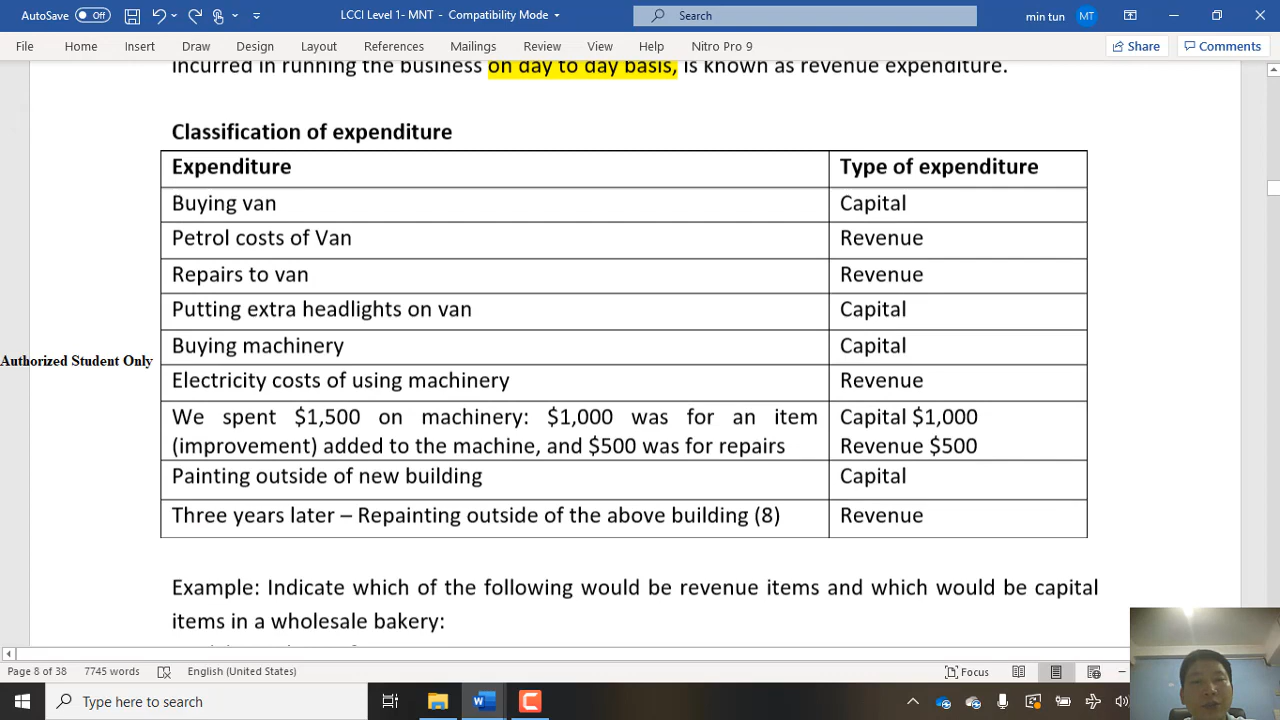 AutoSave Off LCCI Level 1- MNT - Compatibility Mode Search min tun MT
File Home Insert Draw Design Layout References Mailings Review View Help Nitro Pro 9 Share Comments
incurred in running the business on day to day basis, is known as revenue expenditure.
Classification of expenditure
Expenditure Type of expenditure
Buying van Capital
Petrol costs of Van Revenue
Repairs to van Revenue
Putting extra headlights on van Capital
Buying machinery Capital
Authorized Student Only
Electricity costs of using machinery Revenue
We spent $1,500 on machinery: $1,000 was for an item Capital $1,000
(improvement) added to the machine, and $500 was for repairs Revenue $500
Painting outside of new building Capital
Three years later – Repainting outside of the above building (8) Revenue
Example: Indicate which of the following would be revenue items and which would be capital
items in a wholesale bakery:
Page 8 of 38 7745 words English (United States) Focus
Type here to search